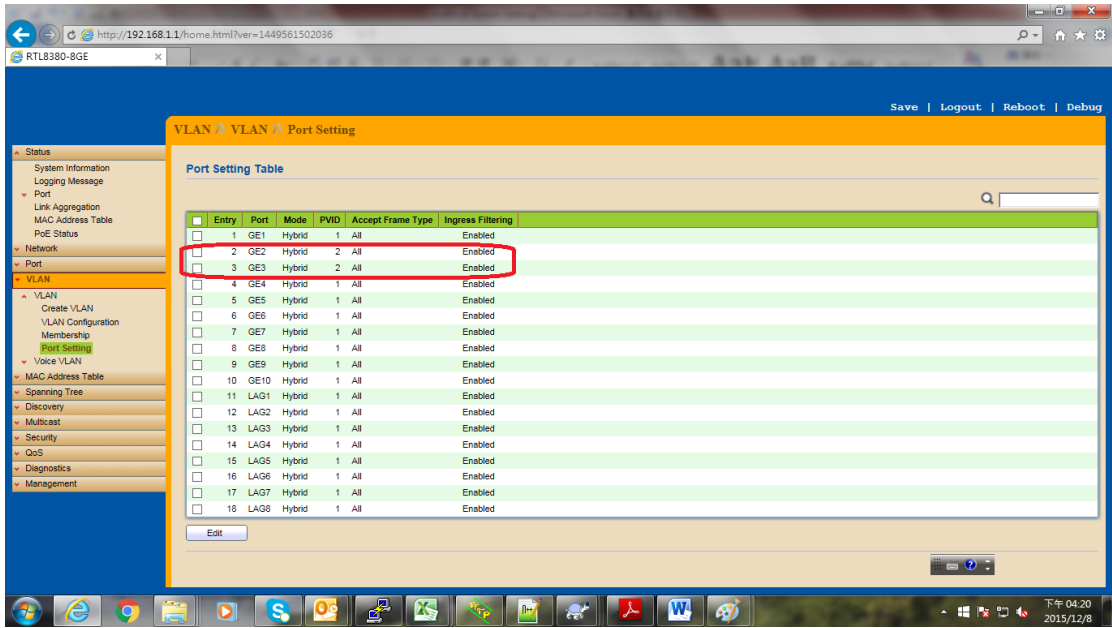 http://192.168.1.1/home.html?ver=1449561502036
RTL8380-8GE
Save | Logout | Reboot | Debug
VLAN » VLAN » Port Setting
Status
System Information
Logging Message
Port
Link Aggregation
MAC Address Table
PoE Status
Network
Port
VLAN
VLAN
Create VLAN
VLAN Configuration
Membership
Port Setting
Voice VLAN
MAC Address Table
Spanning Tree
Discovery
Multicast
Security
QoS
Diagnostics
Management
Port Setting Table
Entry Port Mode PVID Accept Frame Type Ingress Filtering
1 GE1 Hybrid 1 All Enabled
2 GE2 Hybrid 2 All Enabled
3 GE3 Hybrid 2 All Enabled
4 GE4 Hybrid 1 All Enabled
5 GE5 Hybrid 1 All Enabled
6 GE6 Hybrid 1 All Enabled
7 GE7 Hybrid 1 All Enabled
8 GE8 Hybrid 1 All Enabled
9 GE9 Hybrid 1 All Enabled
10 GE10 Hybrid 1 All Enabled
11 LAG1 Hybrid 1 All Enabled
12 LAG2 Hybrid 1 All Enabled
13 LAG3 Hybrid 1 All Enabled
14 LAG4 Hybrid 1 All Enabled
15 LAG5 Hybrid 1 All Enabled
16 LAG6 Hybrid 1 All Enabled
17 LAG7 Hybrid 1 All Enabled
18 LAG8 Hybrid 1 All Enabled
Edit
下午 04:20
2015/12/8